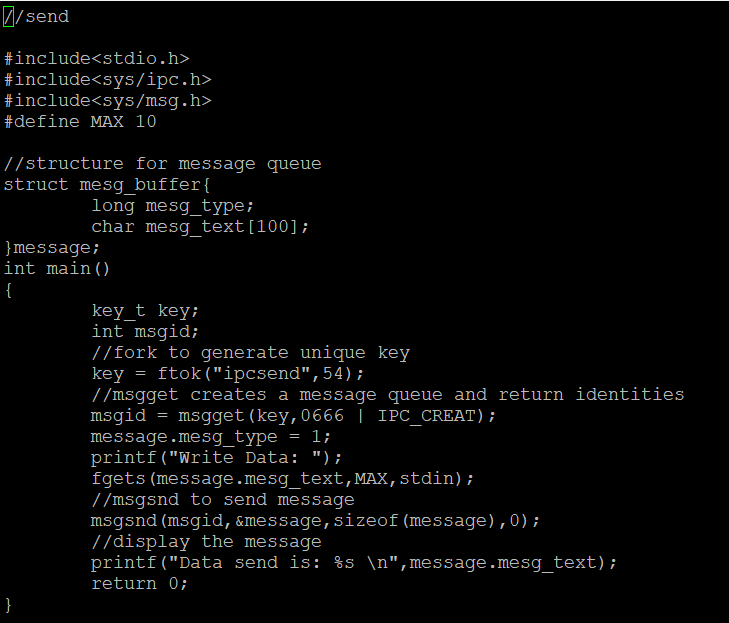 //send

#include<stdio.h>
#include<sys/ipc.h>
#include<sys/msg.h>
#define MAX 10

//structure for message queue
struct mesg_buffer{
        long mesg_type;
        char mesg_text[100];
}message;
int main()
{
        key_t key;
        int msgid;
        //fork to generate unique key
        key = ftok("ipcsend",54);
        //msgget creates a message queue and return identities
        msgid = msgget(key,0666 | IPC_CREAT);
        message.mesg_type = 1;
        printf("Write Data: ");
        fgets(message.mesg_text,MAX,stdin);
        //msgsnd to send message
        msgsnd(msgid,&message,sizeof(message),0);
        //display the message
        printf("Data send is: %s \n",message.mesg_text);
        return 0;
}